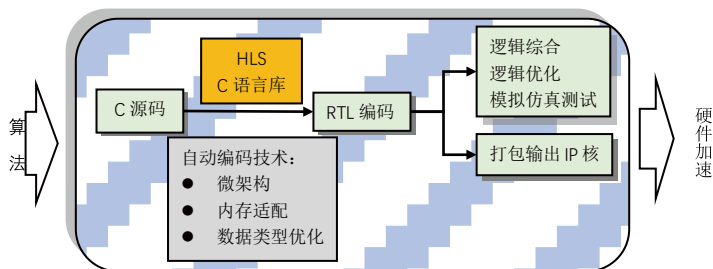 算法
C 源码
HLS
C 语言库
RTL 编码
自动编码技术：
● 微架构
● 内存适配
● 数据类型优化
逻辑综合
逻辑优化
模拟仿真测试
打包输出 IP 核
硬件加速